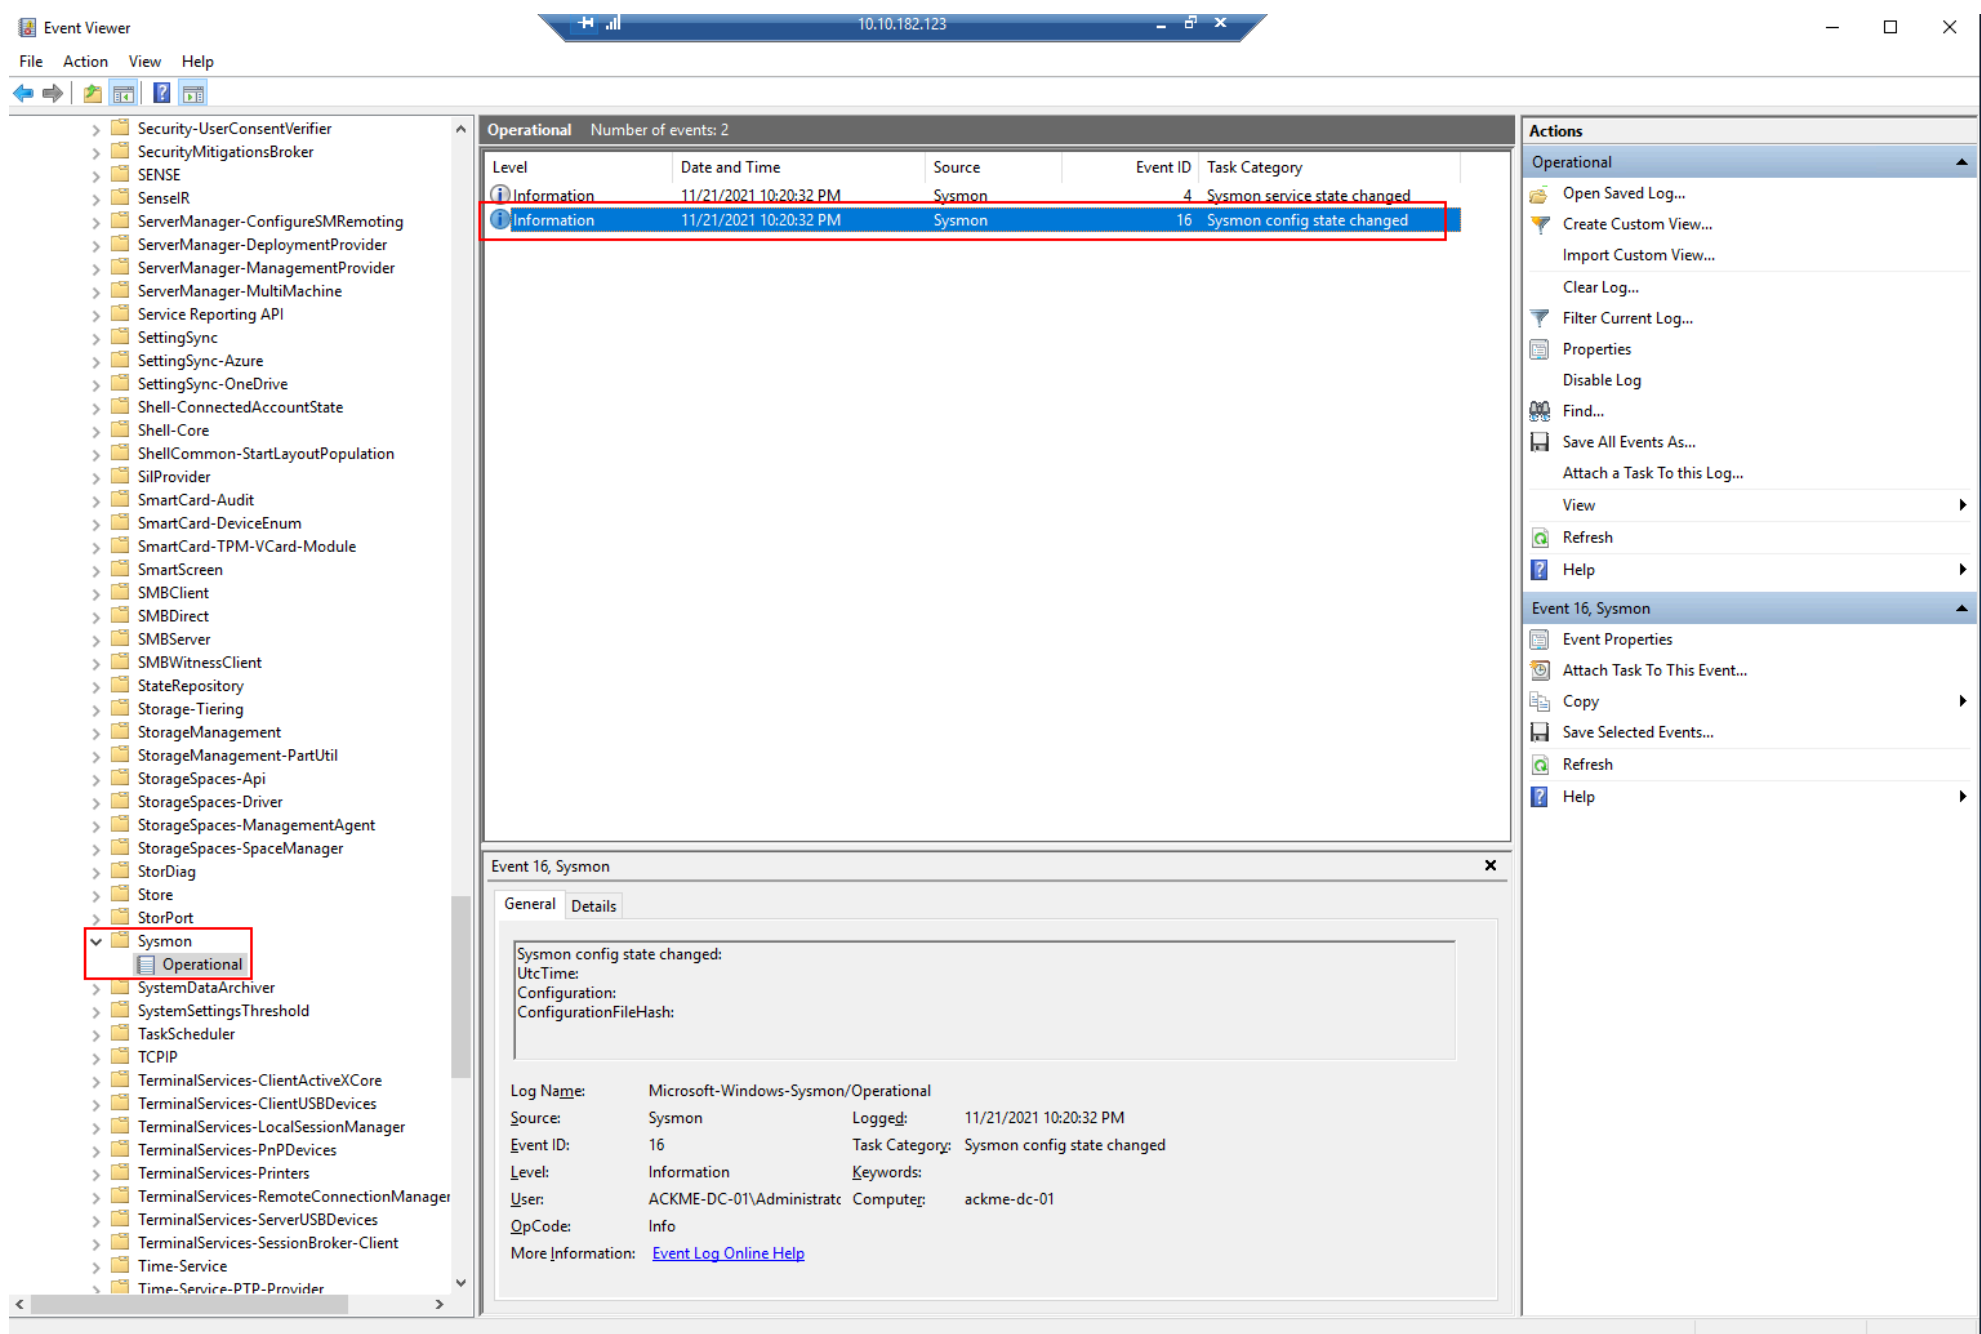 Event Viewer
10.10.182.123
File Action View Help
Security-UserConsentVerifier
SecurityMitigationsBroker
SENSE
SenseIR
ServerManager-ConfigureSMRemoting
ServerManager-DeploymentProvider
ServerManager-ManagementProvider
ServerManager-MultiMachine
Service Reporting API
SettingSync
SettingSync-Azure
SettingSync-OneDrive
Shell-ConnectedAccountState
Shell-Core
ShellCommon-StartLayoutPopulation
SilProvider
SmartCard-Audit
SmartCard-DeviceEnum
SmartCard-TPM-VCard-Module
SmartScreen
SMBClient
SMBDirect
SMBServer
SMBWitnessClient
StateRepository
Storage-Tiering
StorageManagement
StorageManagement-PartUtil
StorageSpaces-Api
StorageSpaces-Driver
StorageSpaces-ManagementAgent
StorageSpaces-SpaceManager
StorDiag
Store
StorPort
Sysmon
Operational
SystemDataArchiver
SystemSettingsThreshold
TaskScheduler
TCPIP
TerminalServices-ClientActiveXCore
TerminalServices-ClientUSBDevices
TerminalServices-LocalSessionManager
TerminalServices-PnPDevices
TerminalServices-Printers
TerminalServices-RemoteConnectionManager
TerminalServices-ServerUSBDevices
TerminalServices-SessionBroker-Client
Time-Service
Time-Service-PTP-Provider
Operational Number of events: 2
Level Date and Time Source Event ID Task Category
Information 11/21/2021 10:20:32 PM Sysmon 4 Sysmon service state changed
Information 11/21/2021 10:20:32 PM Sysmon 16 Sysmon config state changed
Event 16, Sysmon
General Details
Sysmon config state changed:
UtcTime:
Configuration:
ConfigurationFileHash:
Log Name: Microsoft-Windows-Sysmon/Operational
Source: Sysmon Logged: 11/21/2021 10:20:32 PM
Event ID: 16 Task Category: Sysmon config state changed
Level: Information Keywords:
User: ACKME-DC-01\Administratc Computer: ackme-dc-01
OpCode: Info
More Information: Event Log Online Help
Actions
Operational
Open Saved Log...
Create Custom View...
Import Custom View...
Clear Log...
Filter Current Log...
Properties
Disable Log
Find...
Save All Events As...
Attach a Task To this Log...
View
Refresh
Help
Event 16, Sysmon
Event Properties
Attach Task To This Event...
Copy
Save Selected Events...
Refresh
Help